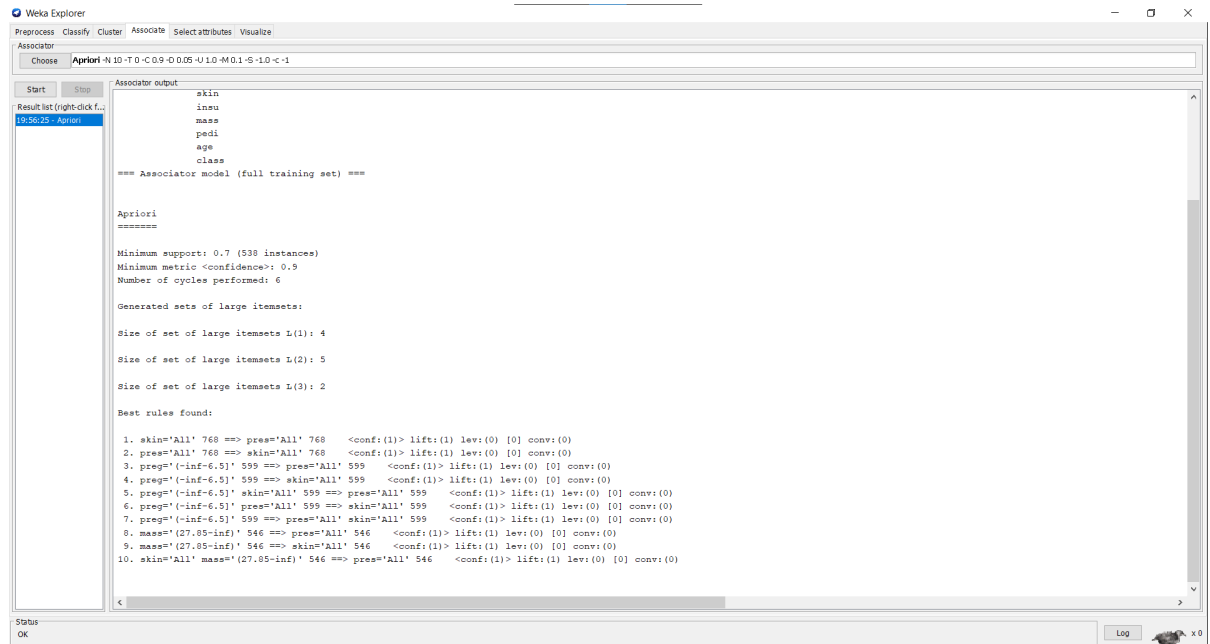 Weka Explorer
Preprocess Classify Cluster Associate Select attributes Visualize
Associator
Choose Apriori -N 10 -T 0 -C 0.9 -D 0.05 -U 1.0 -M 0.1 -S -1.0 -c -1
Start Stop
Result list (right-click f...
19:56:25 - Apriori
Associator output
skin
insu
mass
pedi
age
class
=== Associator model (full training set) ===
Apriori
=======
Minimum support: 0.7 (538 instances)
Minimum metric <confidence>: 0.9
Number of cycles performed: 6
Generated sets of large itemsets:
Size of set of large itemsets L(1): 4
Size of set of large itemsets L(2): 5
Size of set of large itemsets L(3): 2
Best rules found:
1. skin='All' 768 ==> pres='All' 768 <conf:(1)> lift:(1) lev:(0) [0] conv:(0)
2. pres='All' 768 ==> skin='All' 768 <conf:(1)> lift:(1) lev:(0) [0] conv:(0)
3. preg='(-inf-6.5]' 599 ==> pres='All' 599 <conf:(1)> lift:(1) lev:(0) [0] conv:(0)
4. preg='(-inf-6.5]' 599 ==> skin='All' 599 <conf:(1)> lift:(1) lev:(0) [0] conv:(0)
5. preg='(-inf-6.5]' skin='All' 599 ==> pres='All' 599 <conf:(1)> lift:(1) lev:(0) [0] conv:(0)
6. preg='(-inf-6.5]' pres='All' 599 ==> skin='All' 599 <conf:(1)> lift:(1) lev:(0) [0] conv:(0)
7. preg='(-inf-6.5]' 599 ==> pres='All' skin='All' 599 <conf:(1)> lift:(1) lev:(0) [0] conv:(0)
8. mass='(27.85-inf)' 546 ==> pres='All' 546 <conf:(1)> lift:(1) lev:(0) [0] conv:(0)
9. mass='(27.85-inf)' 546 ==> skin='All' 546 <conf:(1)> lift:(1) lev:(0) [0] conv:(0)
10. skin='All' mass='(27.85-inf)' 546 ==> pres='All' 546 <conf:(1)> lift:(1) lev:(0) [0] conv:(0)
Status
OK
Log
x 0